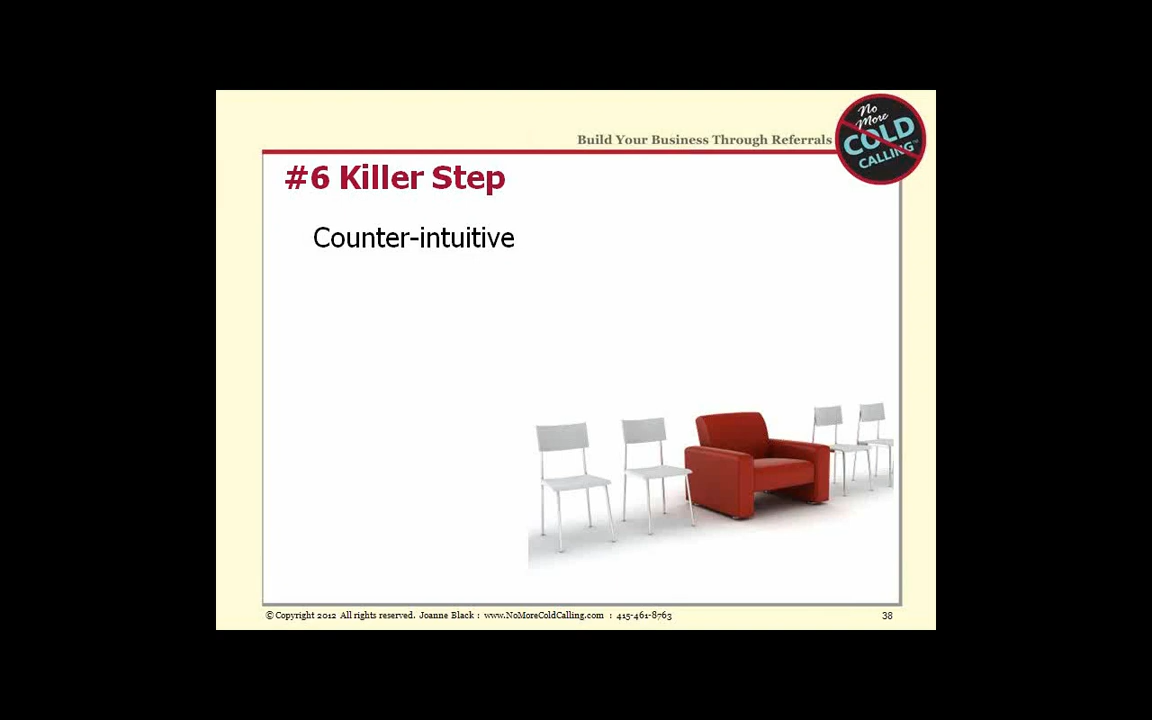 Build Your Business Through Referrals
No
More
COLD
CALLING™
#6 Killer Step
Counter-intuitive
© Copyright 2012 All rights reserved. Joanne Black : www.NoMoreColdCalling.com : 415-461-8763
38